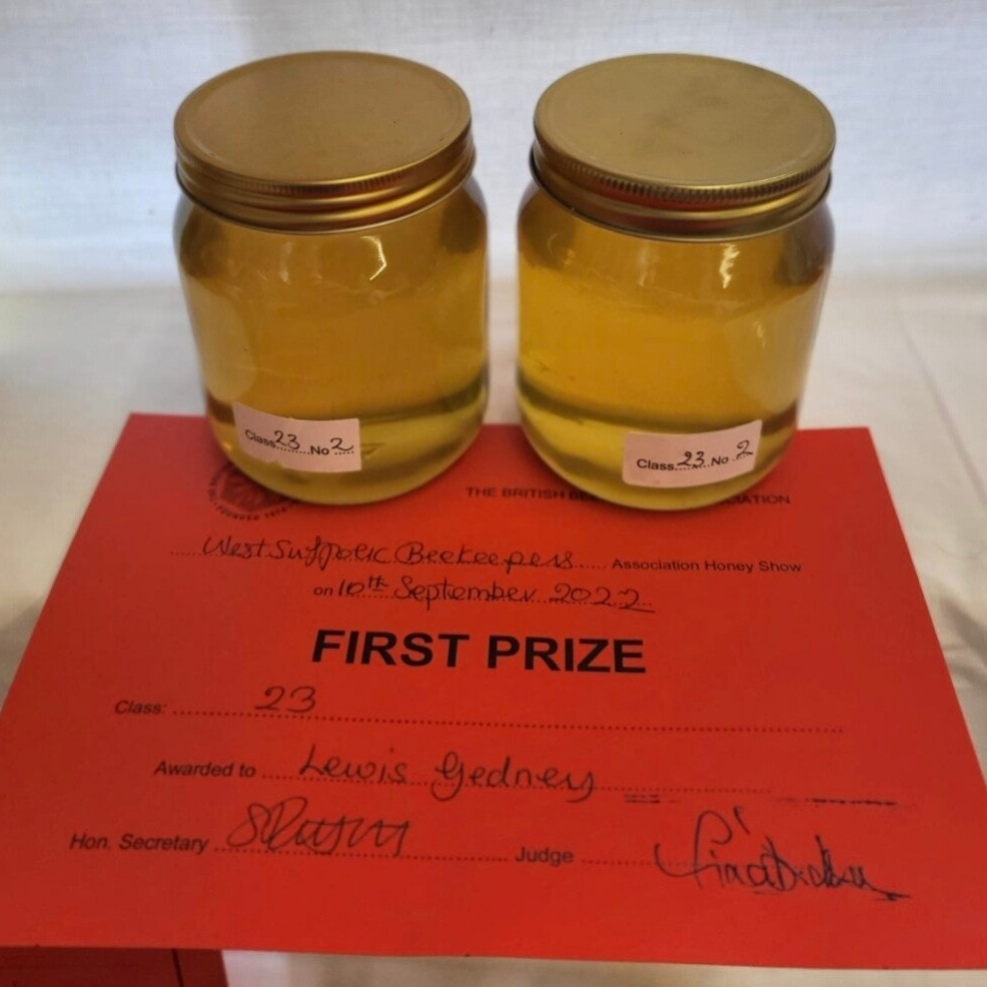 Class 23 No 2
Class 23 No 2
THE BRITISH
West Suffolk Beekeepers Association Honey Show
on 10th September 2022
FIRST PRIZE
Class: 23
Awarded to Lewis Gedney
Hon. Secretary
Judge